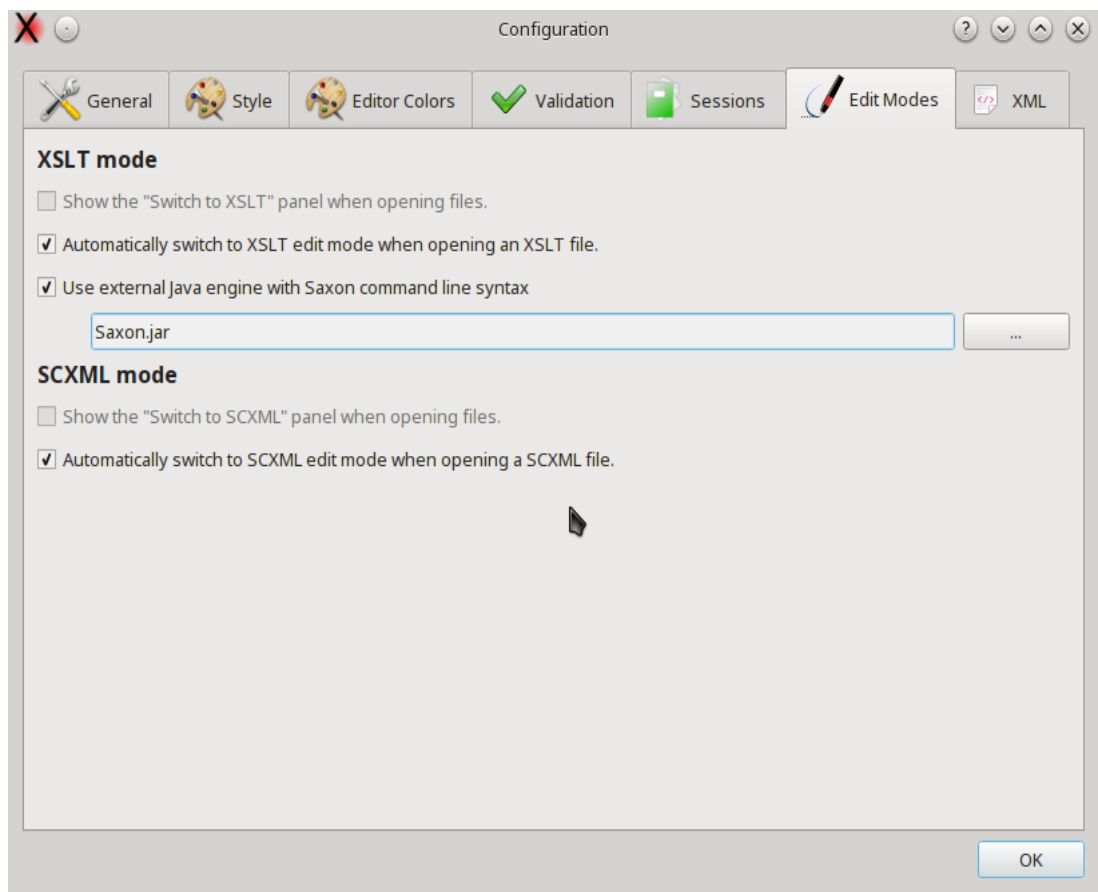 Configuration
General
Style
Editor Colors
Validation
Sessions
Edit Modes
XML
XSLT mode
Show the "Switch to XSLT" panel when opening files.
Automatically switch to XSLT edit mode when opening an XSLT file.
Use external Java engine with Saxon command line syntax
Saxon.jar
...
SCXML mode
Show the "Switch to SCXML" panel when opening files.
Automatically switch to SCXML edit mode when opening a SCXML file.
OK